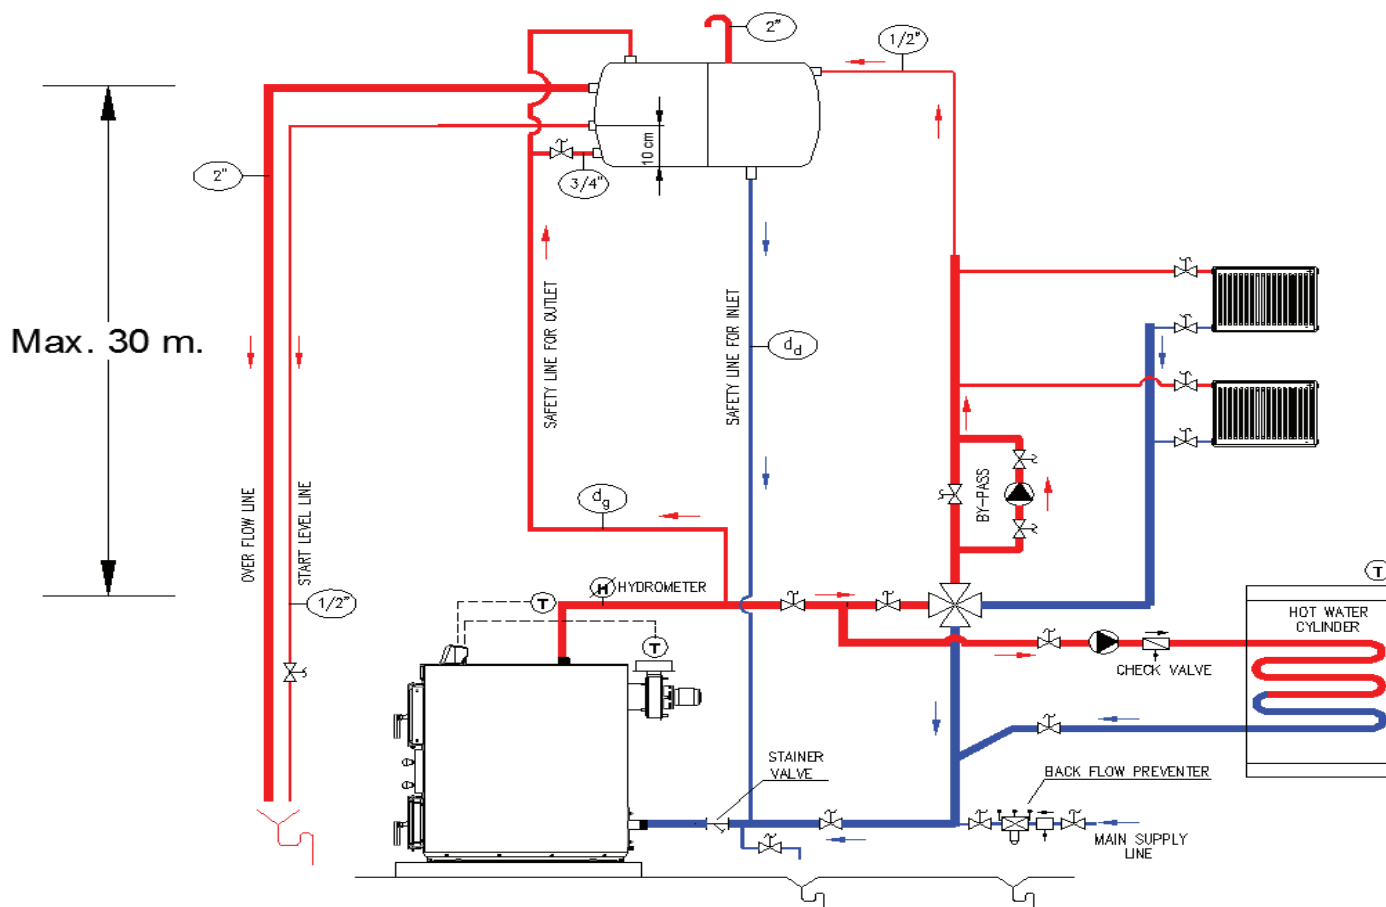 2"
1/2"
10 cm
2"
3/4"
SAFETY LINE FOR OUTLET
SAFETY LINE FOR INLET
Max. 30 m.
dd
OVER FLOW LINE
START LEVEL LINE
dg
BY-PASS
H
HYDROMETER
T
1/2"
T
T
HOT WATER
CYLINDER
CHECK VALVE
STAINER
VALVE
BACK FLOW PREVENTER
MAIN SUPPLY
LINE